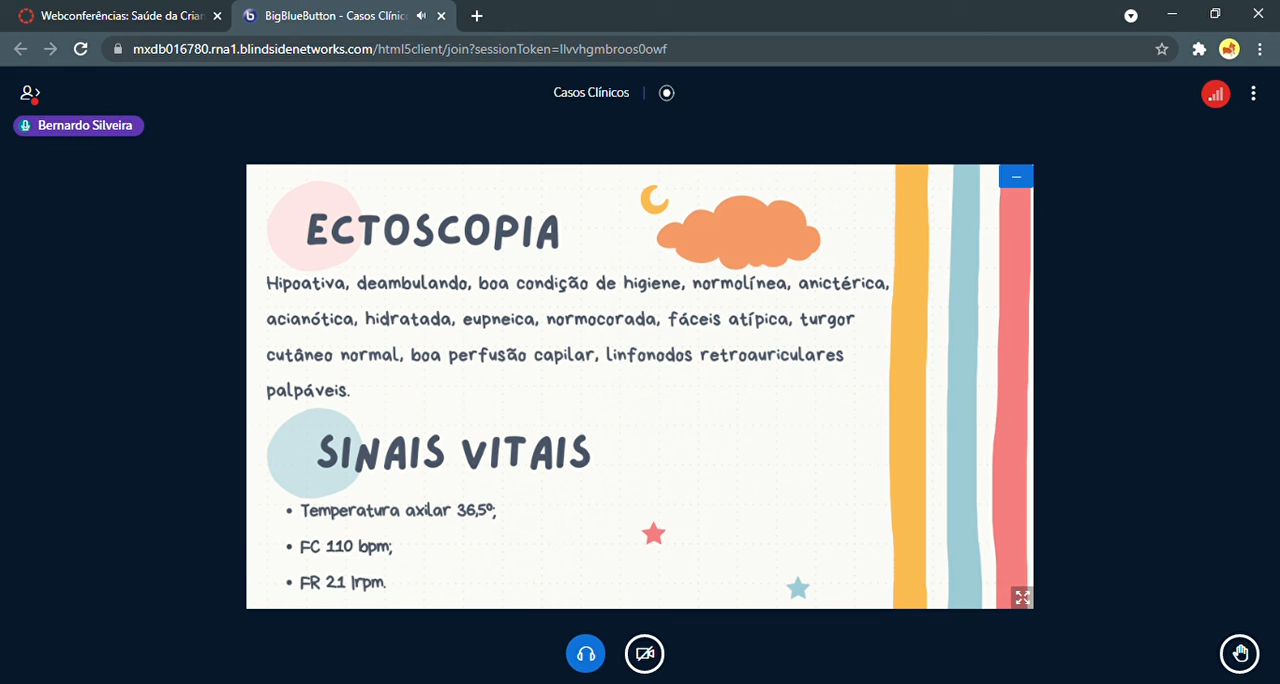 Webconferências: Saúde da Crian
BigBlueButton - Casos Clínic
mxdb016780.rna1.blindsidenetworks.com/html5client/join?sessionToken=llvvhgmbroos0owf
Casos Clínicos
Bernardo Silveira
ECTOSCOPIA
Hipoativa, deambulando, boa condição de higiene, normolínea, anictérica,
acianótica, hidratada, eupneica, normocorada, fáceis atípica, turgor
cutâneo normal, boa perfusão capilar, linfonodos retroauriculares
palpáveis.
SINAIS VITAIS
• Temperatura axilar 36,5º;
• FC 110 bpm;
• FR 21 irpm.